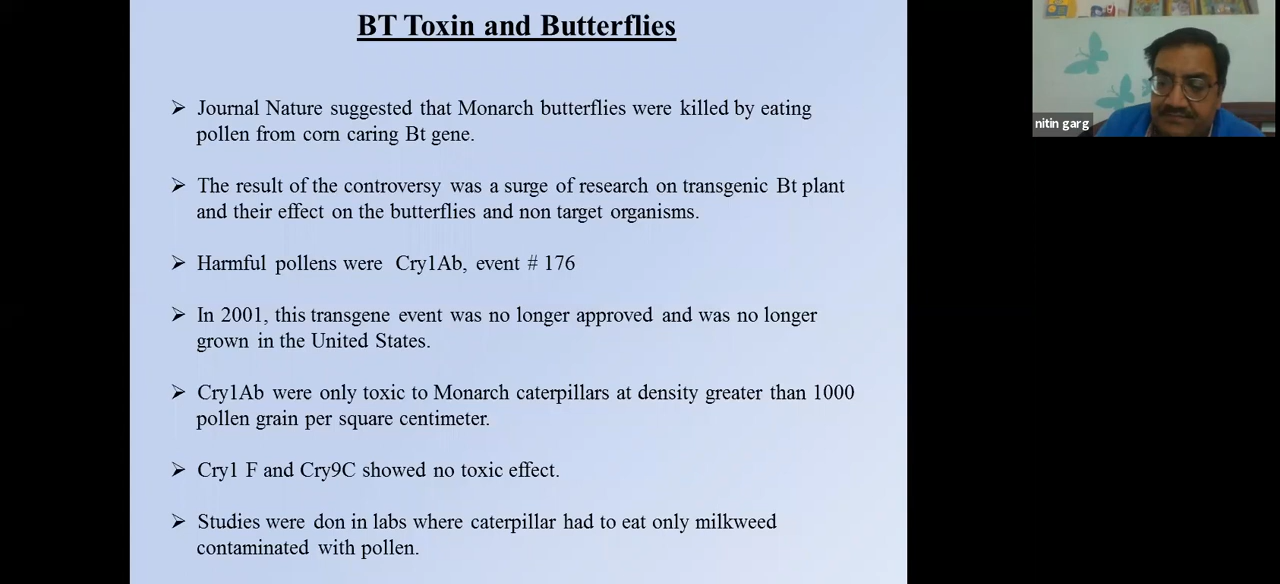 BT Toxin and Butterflies
➢ Journal Nature suggested that Monarch butterflies were killed by eating
pollen from corn caring Bt gene.
➢ The result of the controversy was a surge of research on transgenic Bt plant
and their effect on the butterflies and non target organisms.
➢ Harmful pollens were Cry1Ab, event # 176
➢ In 2001, this transgene event was no longer approved and was no longer
grown in the United States.
➢ Cry1Ab were only toxic to Monarch caterpillars at density greater than 1000
pollen grain per square centimeter.
➢ Cry1 F and Cry9C showed no toxic effect.
➢ Studies were don in labs where caterpillar had to eat only milkweed
contaminated with pollen.
nitin garg